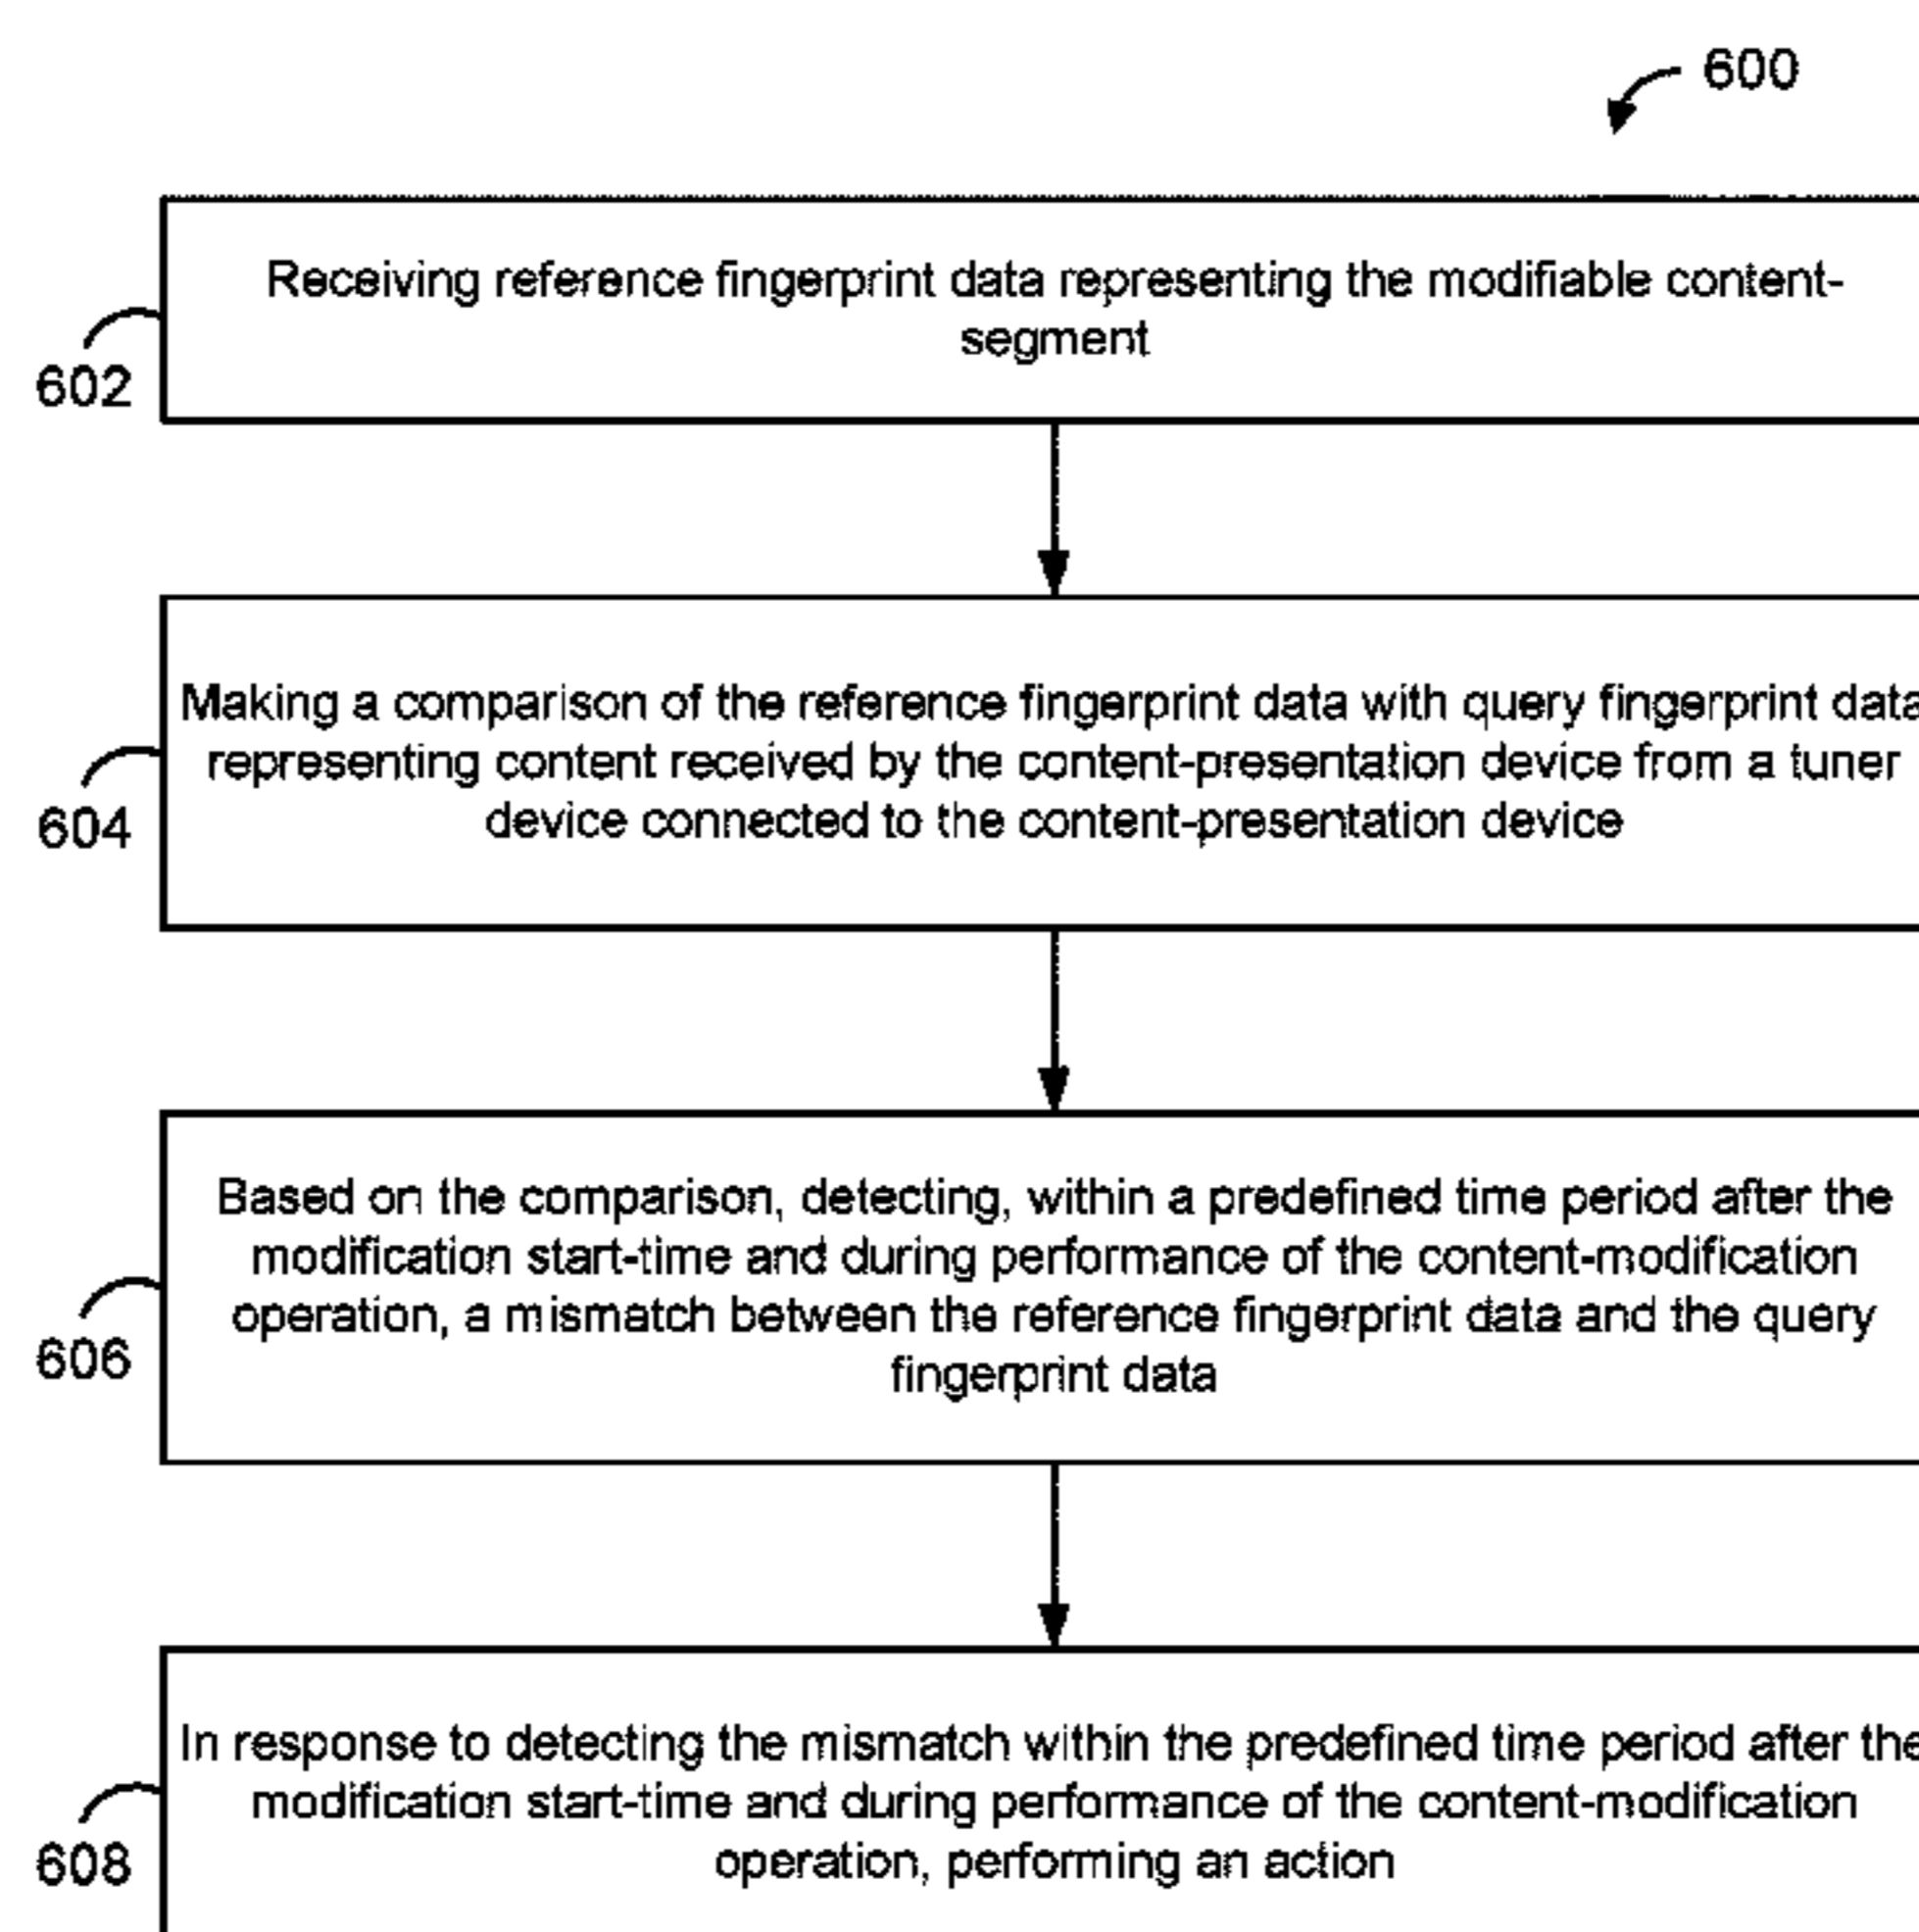 600
Receiving reference fingerprint data representing the modifiable content-
segment
602
Making a comparison of the reference fingerprint data with query fingerprint data
representing content received by the content-presentation device from a tuner
device connected to the content-presentation device
604
Based on the comparison, detecting, within a predefined time period after the
modification start-time and during performance of the content-modification
operation, a mismatch between the reference fingerprint data and the query
fingerprint data
606
In response to detecting the mismatch within the predefined time period after the
modification start-time and during performance of the content-modification
operation, performing an action
608